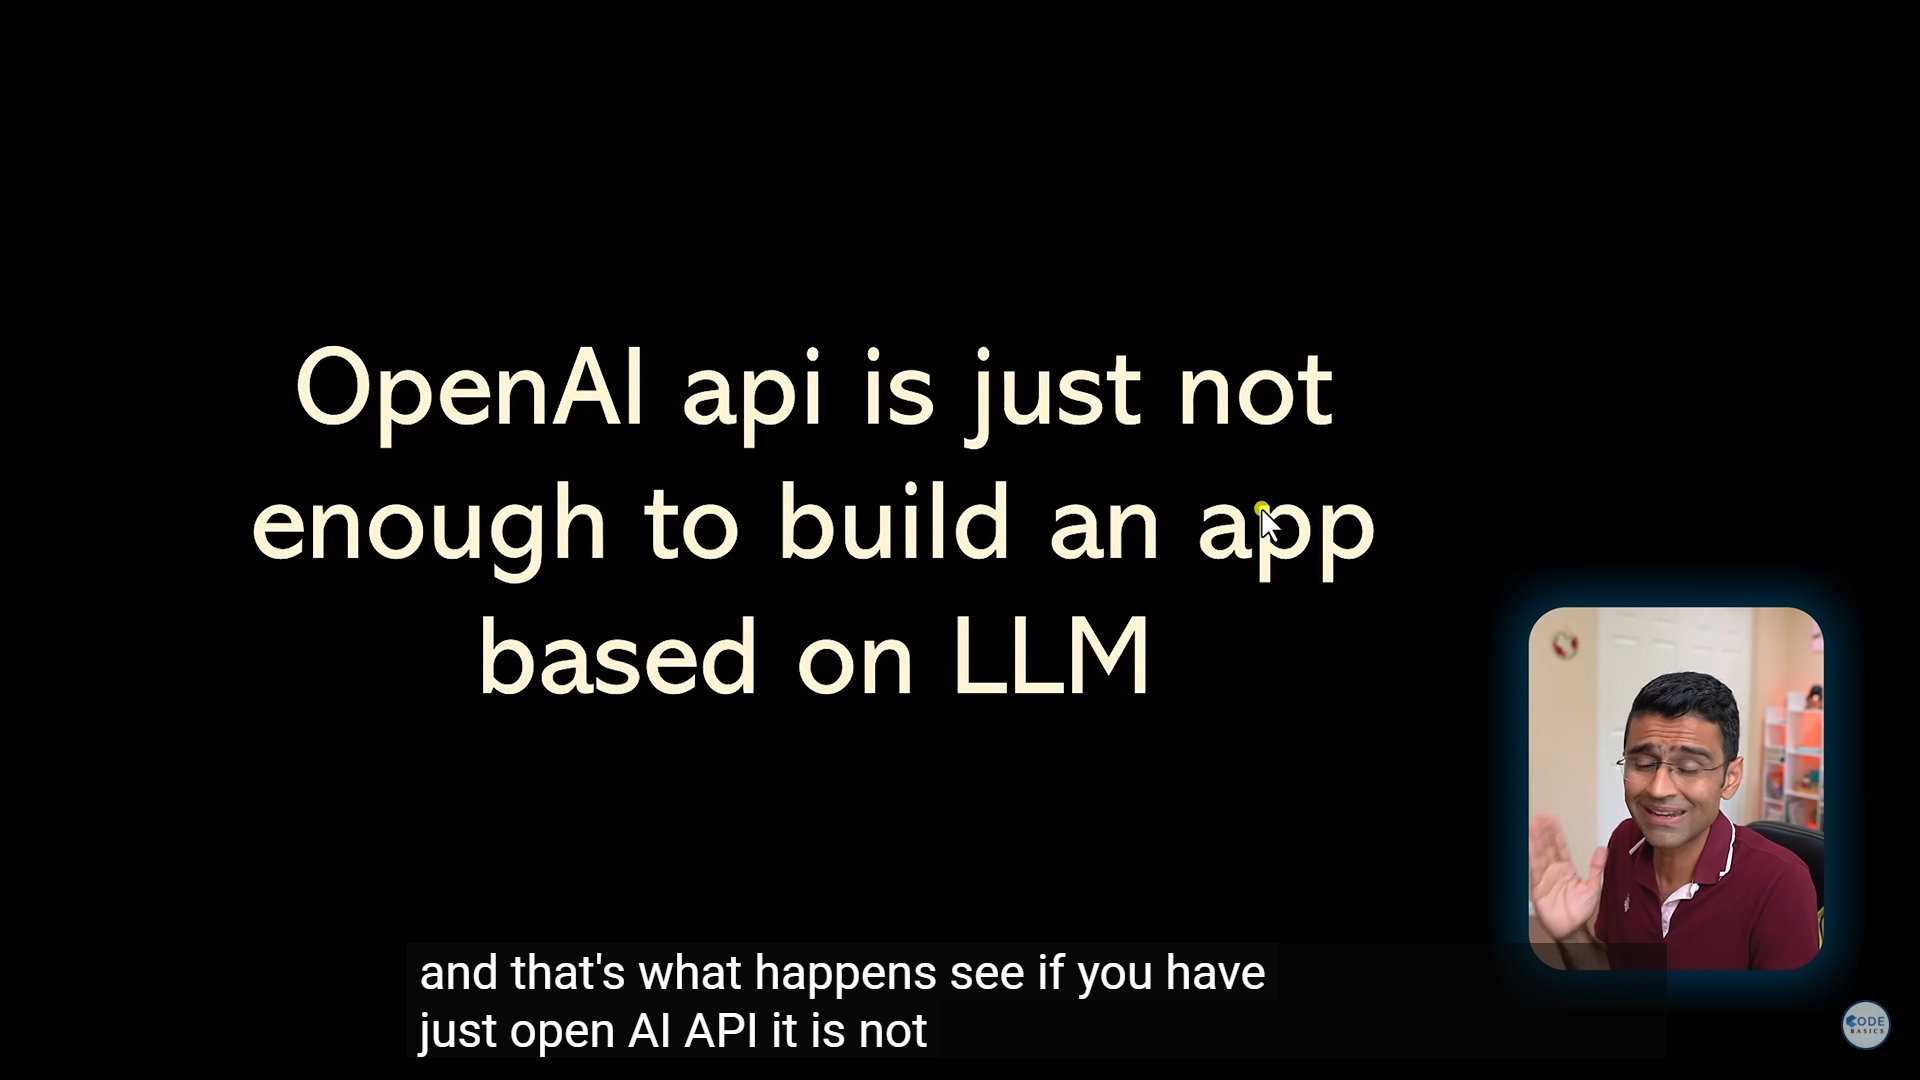 OpenAI api is just not
enough to build an app
based on LLM
and that's what happens see if you have
just open AI API it is not
CODE
BASICS